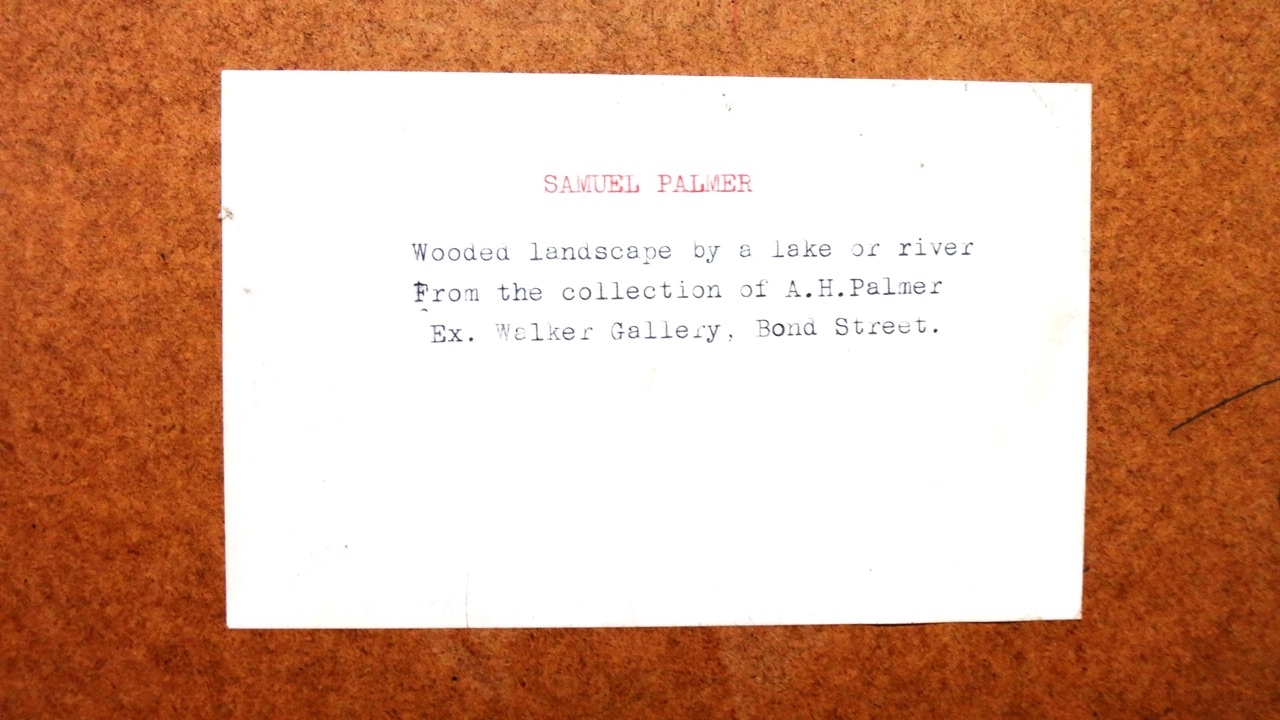 SAMUEL PALMER
Wooded landscape by a lake or river
From the collection of A.H.Palmer
Ex. Walker Gallery, Bond Street.